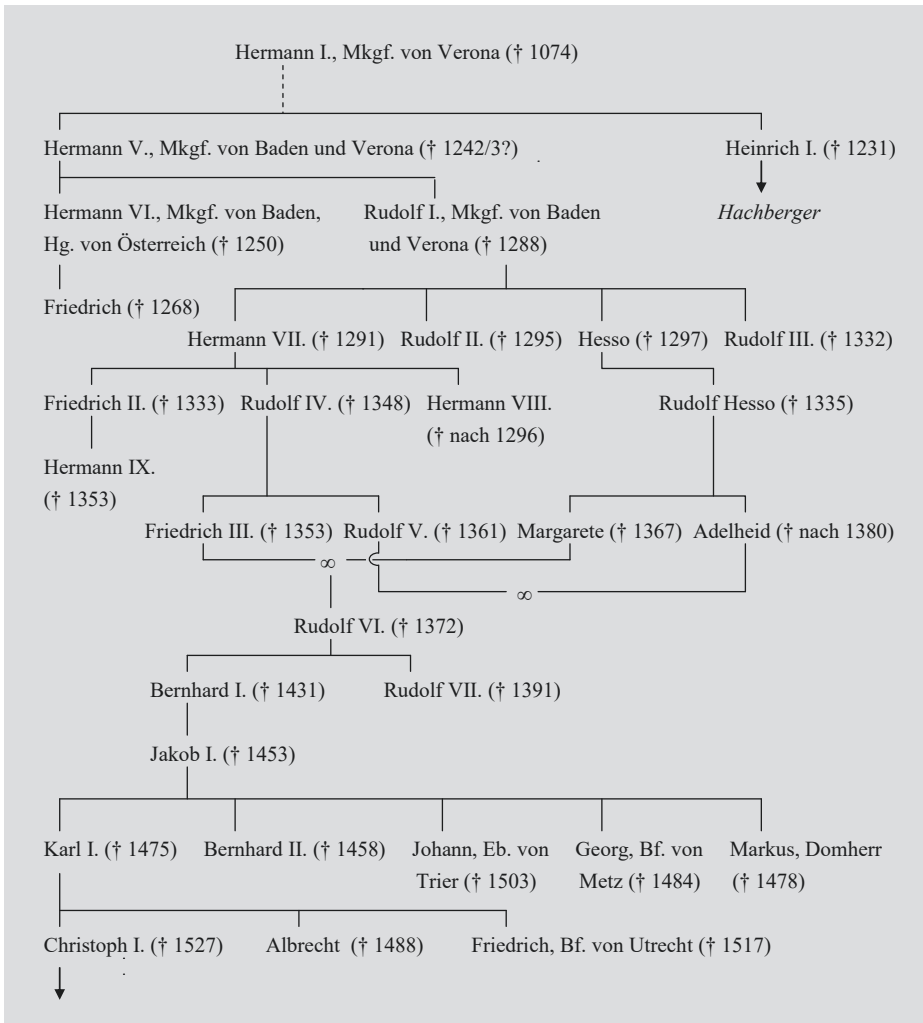 Hermann I., Mkgf. von Verona († 1074)
Hermann V., Mkgf. von Baden und Verona († 1242/3?)
Heinrich I. († 1231)
Hermann VI., Mkgf. von Baden,
Hg. von Österreich († 1250)
Rudolf I., Mkgf. von Baden
und Verona († 1288)
Hachberger
Friedrich († 1268)
Hermann VII. († 1291)
Rudolf II. († 1295)
Hesso († 1297)
Rudolf III. († 1332)
Friedrich II. († 1333)
Rudolf IV. († 1348)
Hermann VIII.
(† nach 1296)
Rudolf Hesso († 1335)
Hermann IX.
(† 1353)
Friedrich III. († 1353)
Rudolf V. († 1361)
Margarete († 1367)
Adelheid († nach 1380)
∞
∞
Rudolf VI. († 1372)
Bernhard I. († 1431)
Rudolf VII. († 1391)
Jakob I. († 1453)
Karl I. († 1475)
Bernhard II. († 1458)
Johann, Eb. von
Trier († 1503)
Georg, Bf. von
Metz († 1484)
Markus, Domherr
(† 1478)
Christoph I. († 1527)
Albrecht († 1488)
Friedrich, Bf. von Utrecht († 1517)